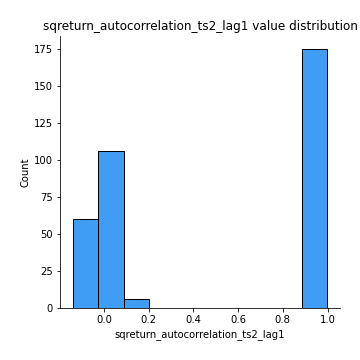 sqreturn_autocorrelation_ts2_lag1 value distribution
175
150
125
100
75
50
25
0
Count
0.0 0.2 0.4 0.6 0.8 1.0
sqreturn_autocorrelation_ts2_lag1